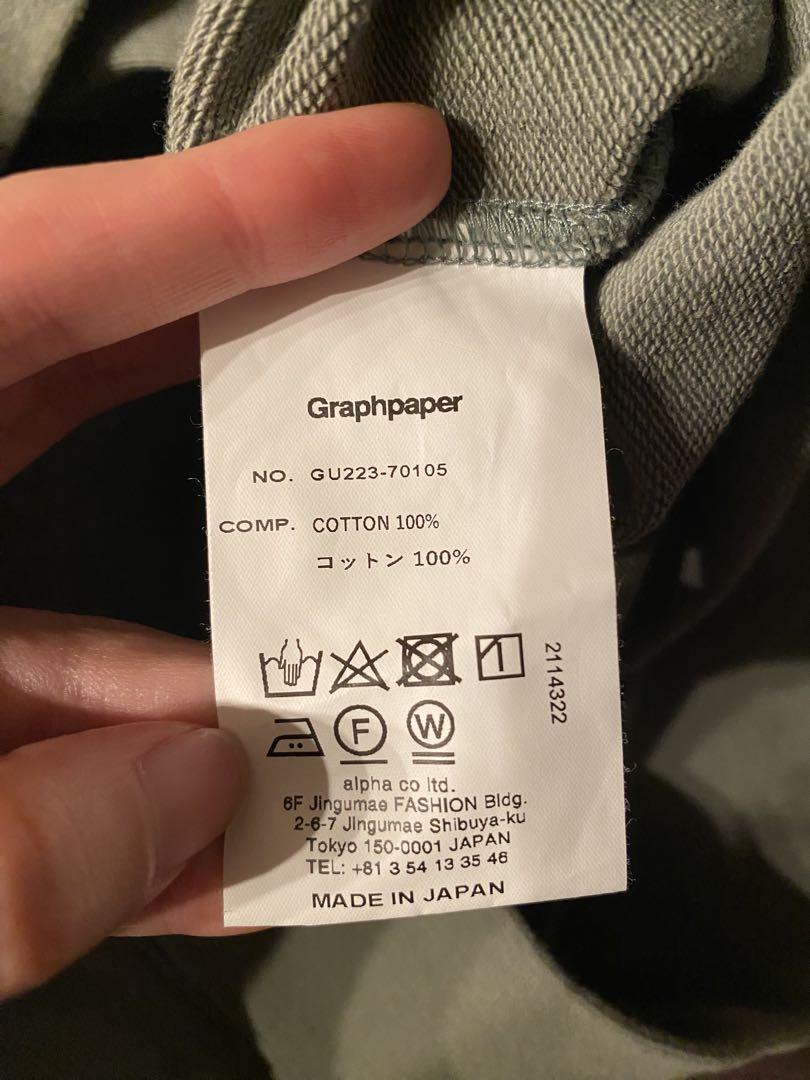 Graphpaper
NO. GU223-70105
COMP. COTTON 100%
コットン 100%
2114322
F W
alpha co ltd.
6F Jingumae FASHION Bldg.
2-6-7 Jingumae Shibuya-ku
Tokyo 150-0001 JAPAN
TEL: +81 3 54 13 35 46
MADE IN JAPAN